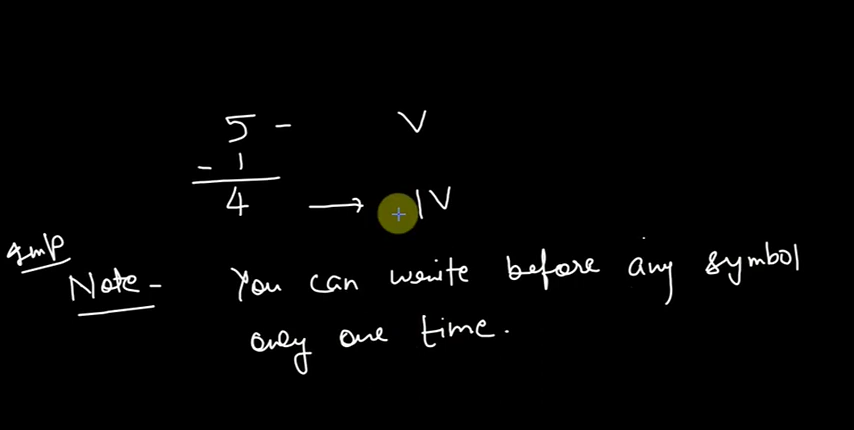 5 - V
- 1
4 → IV
Imp
Note - You can write before any symbol
only one time.